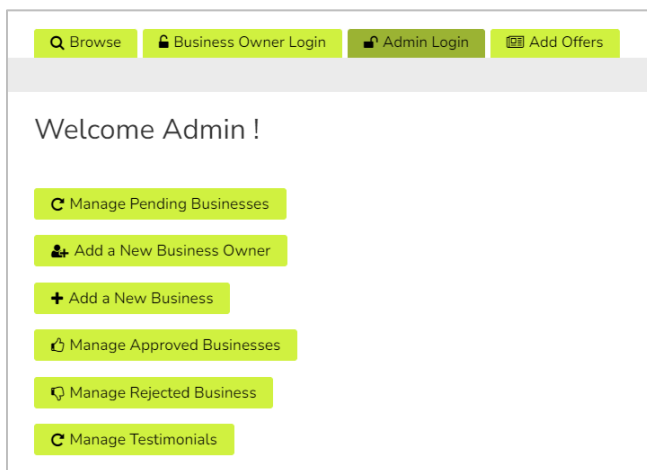 Browse Business Owner Login Admin Login Add Offers
Welcome Admin !
Manage Pending Businesses
Add a New Business Owner
Add a New Business
Manage Approved Businesses
Manage Rejected Business
Manage Testimonials